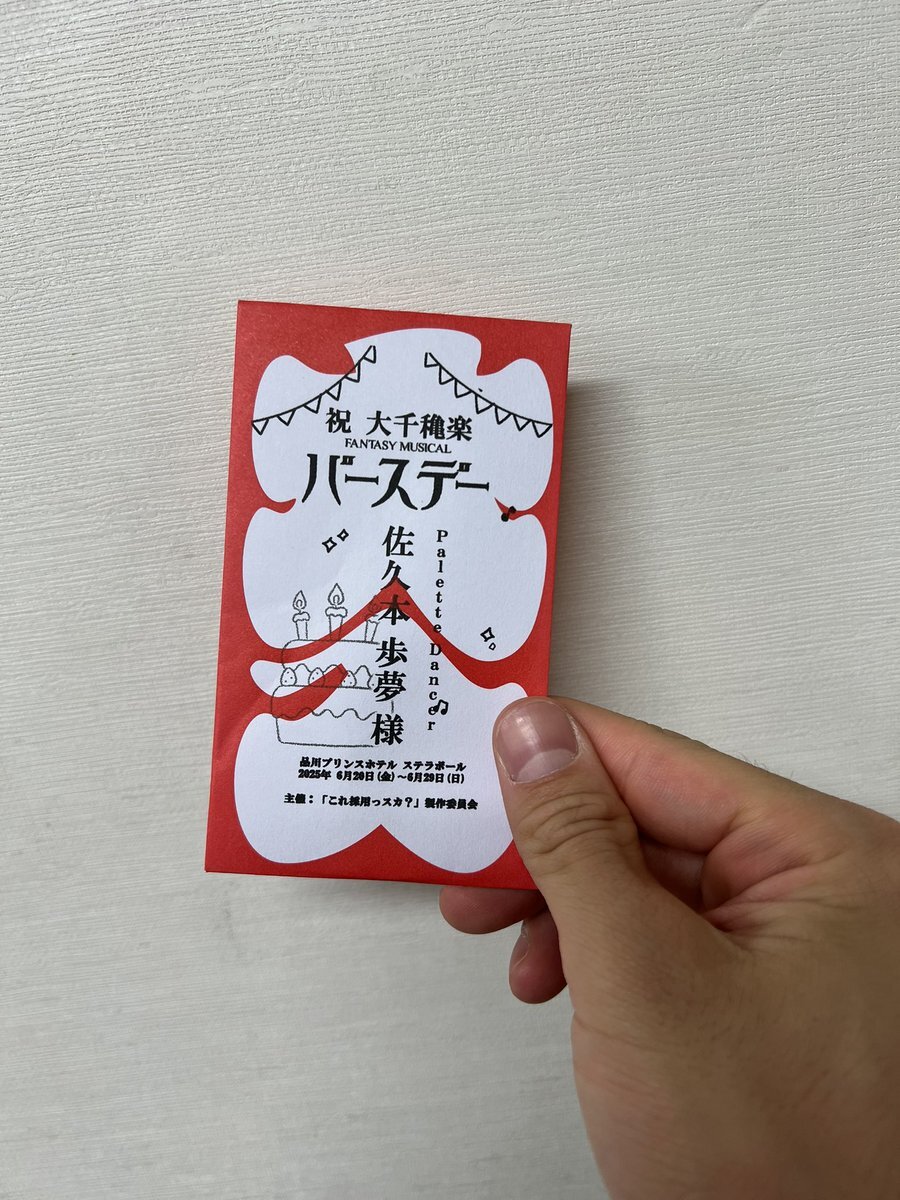 祝 大千穐楽
FANTASY MUSICAL
バースデー
Palette Dancer
佐久本 歩夢 様
品川プリンスホテル ステラボール
2025年 6月20日(金)～6月29日(日)
主催：「これ採用っスカ？」製作委員会